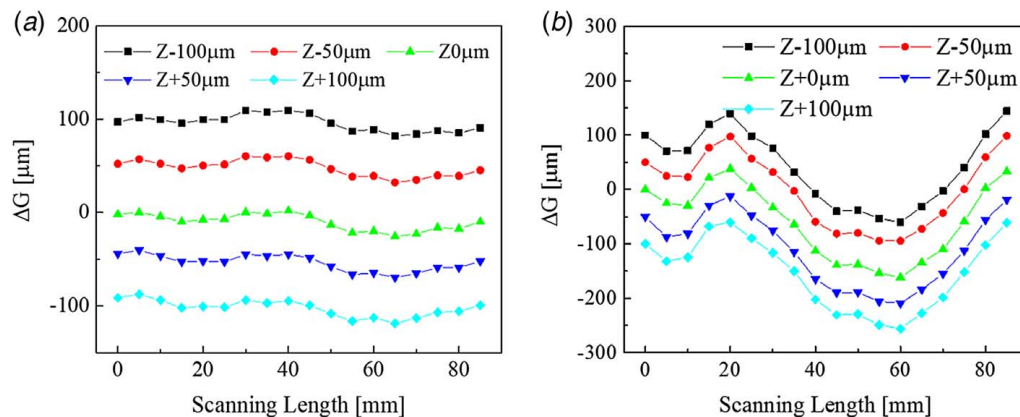 (a)
200
100
0
-100
ΔG [μm]
Z-100μm Z-50μm Z0μm
Z+50μm Z+100μm
0 20 40 60 80
Scanning Length [mm]
(b)
300
200
100
0
-100
-200
-300
ΔG [μm]
Z-100μm Z-50μm
Z+0μm Z+50μm
Z+100μm
0 20 40 60 80
Scanning Length [mm]